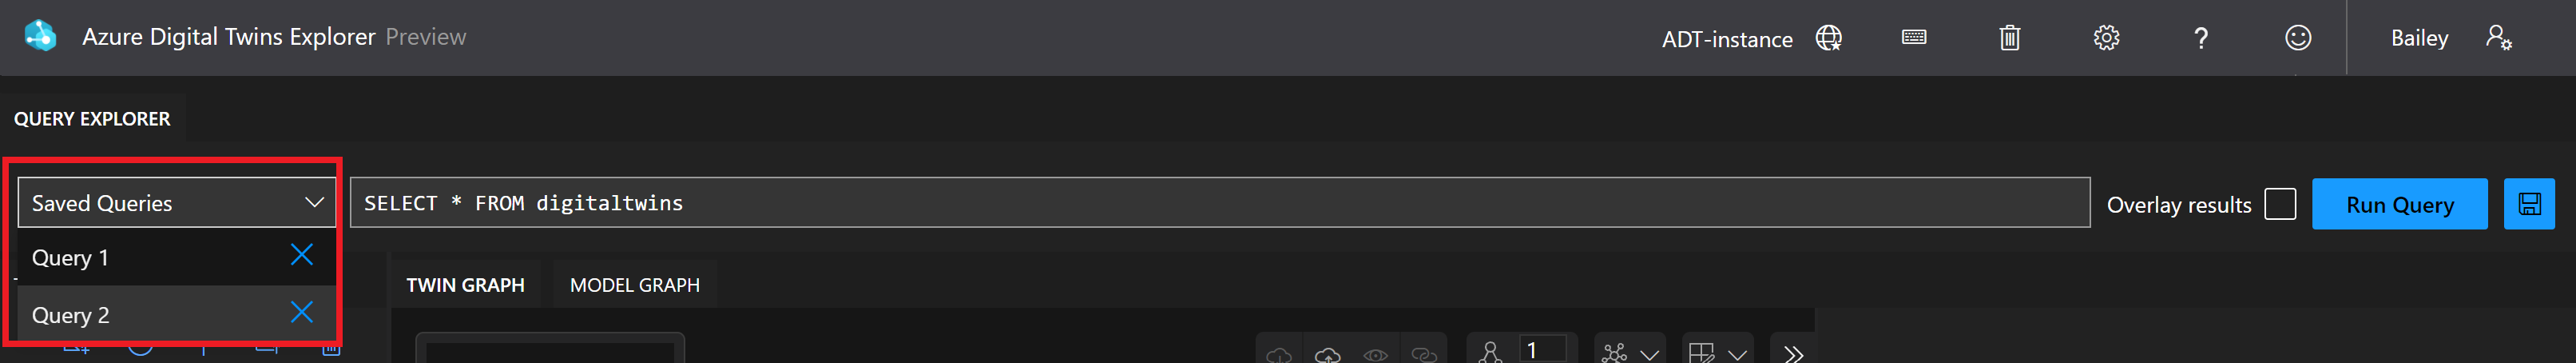 Azure Digital Twins Explorer Preview
ADT-instance
?
Bailey
QUERY EXPLORER
Saved Queries
SELECT * FROM digitaltwins
Overlay results
Run Query
Query 1
Query 2
TWIN GRAPH
MODEL GRAPH
1